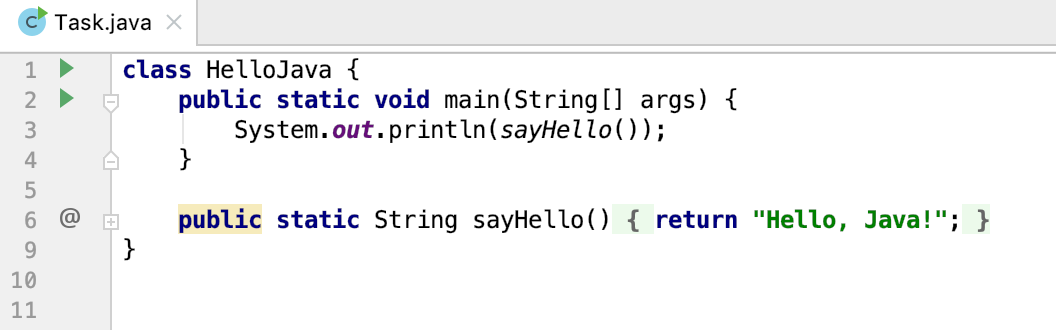 C Task.java
1 class HelloJava {
2 public static void main(String[] args) {
3 System.out.println(sayHello());
4 }
5
6 @ public static String sayHello() { return "Hello, Java!"; }
9 }
10
11